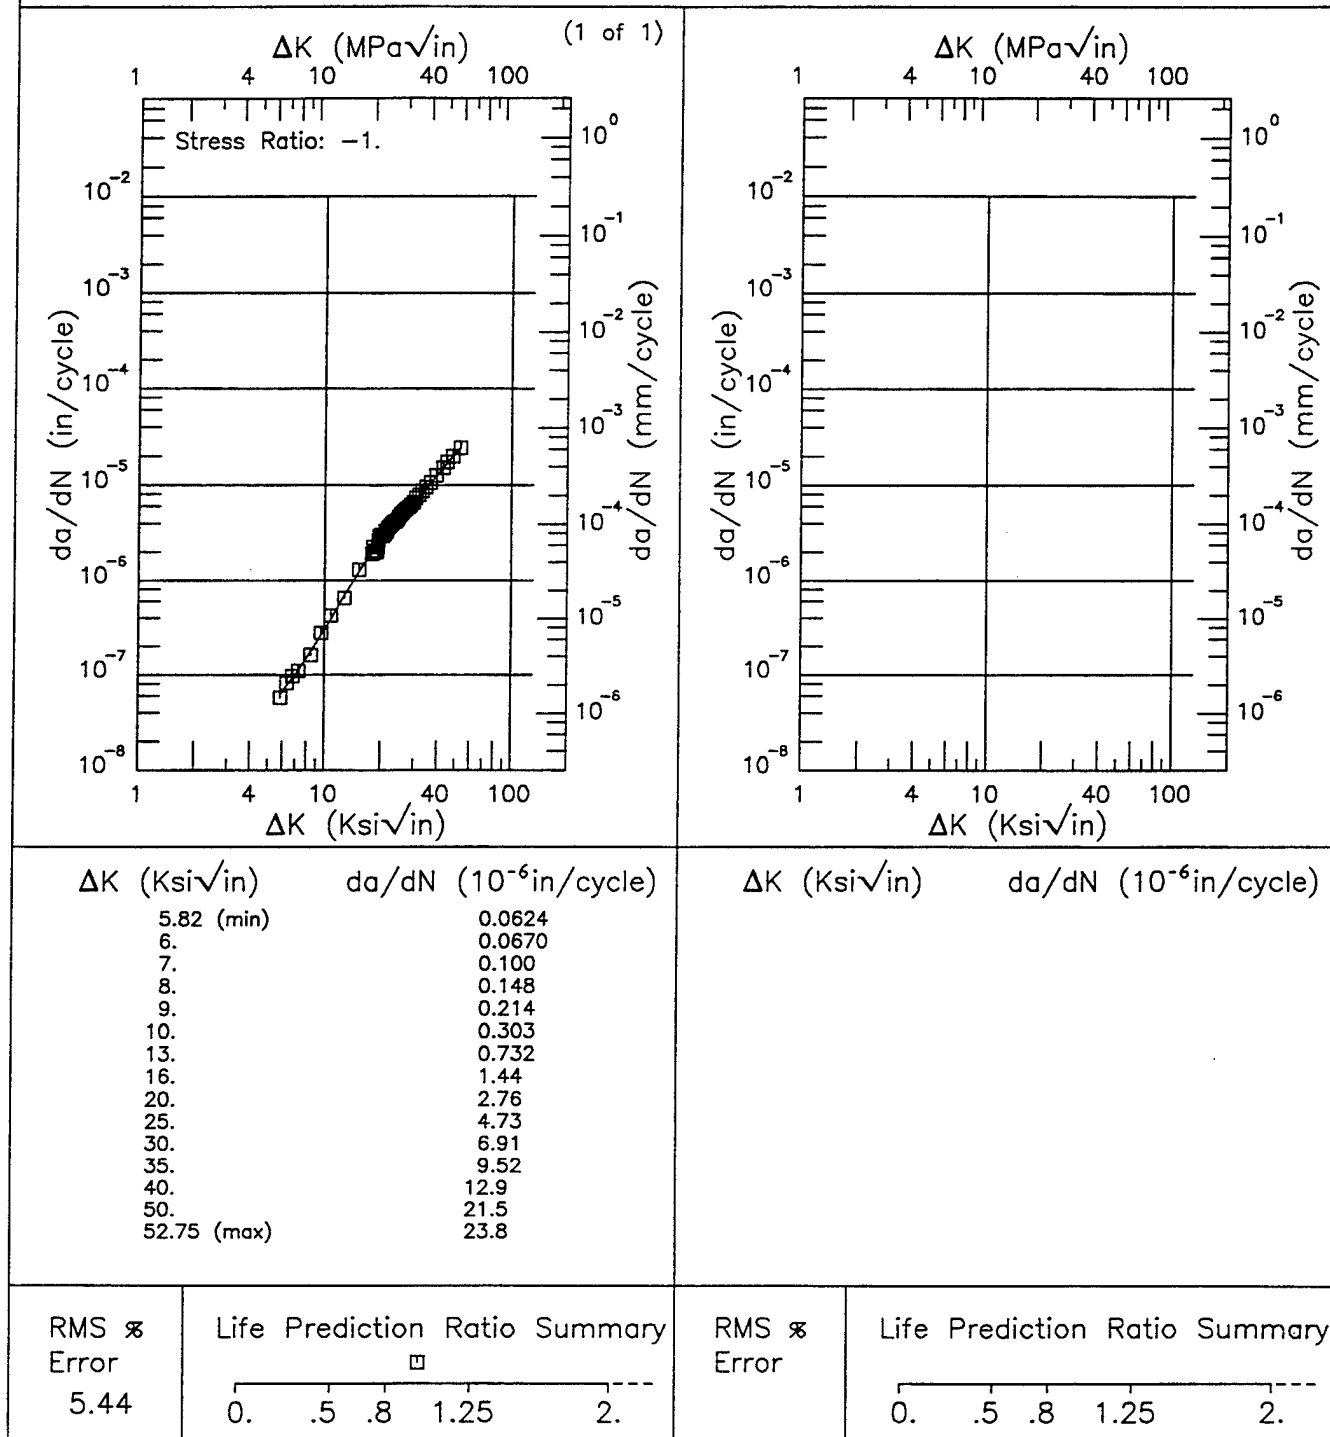 (1 of 1)
ΔK (MPa√in)
1 4 10 40 100
Stress Ratio: -1.
da/dN (in/cycle)
10⁻²
10⁻³
10⁻⁴
10⁻⁵
10⁻⁶
10⁻⁷
10⁻⁸
10⁰
10⁻¹
10⁻²
10⁻³
10⁻⁴
10⁻⁵
10⁻⁶
da/dN (mm/cycle)
1 4 10 40 100
ΔK (Ksi√in)
ΔK (MPa√in)
1 4 10 40 100
da/dN (in/cycle)
10⁻²
10⁻³
10⁻⁴
10⁻⁵
10⁻⁶
10⁻⁷
10⁻⁸
10⁰
10⁻¹
10⁻²
10⁻³
10⁻⁴
10⁻⁵
10⁻⁶
da/dN (mm/cycle)
1 4 10 40 100
ΔK (Ksi√in)
ΔK (Ksi√in) da/dN (10⁻⁶in/cycle)
5.82 (min) 0.0624
6. 0.0670
7. 0.100
8. 0.148
9. 0.214
10. 0.303
13. 0.732
16. 1.44
20. 2.76
25. 4.73
30. 6.91
35. 9.52
40. 12.9
50. 21.5
52.75 (max) 23.8
ΔK (Ksi√in) da/dN (10⁻⁶in/cycle)
RMS %
Error
5.44
Life Prediction Ratio Summary
0. .5 .8 1.25 2.
RMS %
Error
Life Prediction Ratio Summary
0. .5 .8 1.25 2.